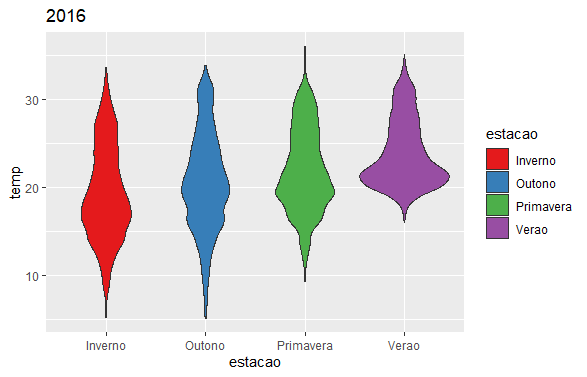 2016
temp
30
20
10
Inverno
Outono
Primavera
Verao
estacao
estacao
Inverno
Outono
Primavera
Verao